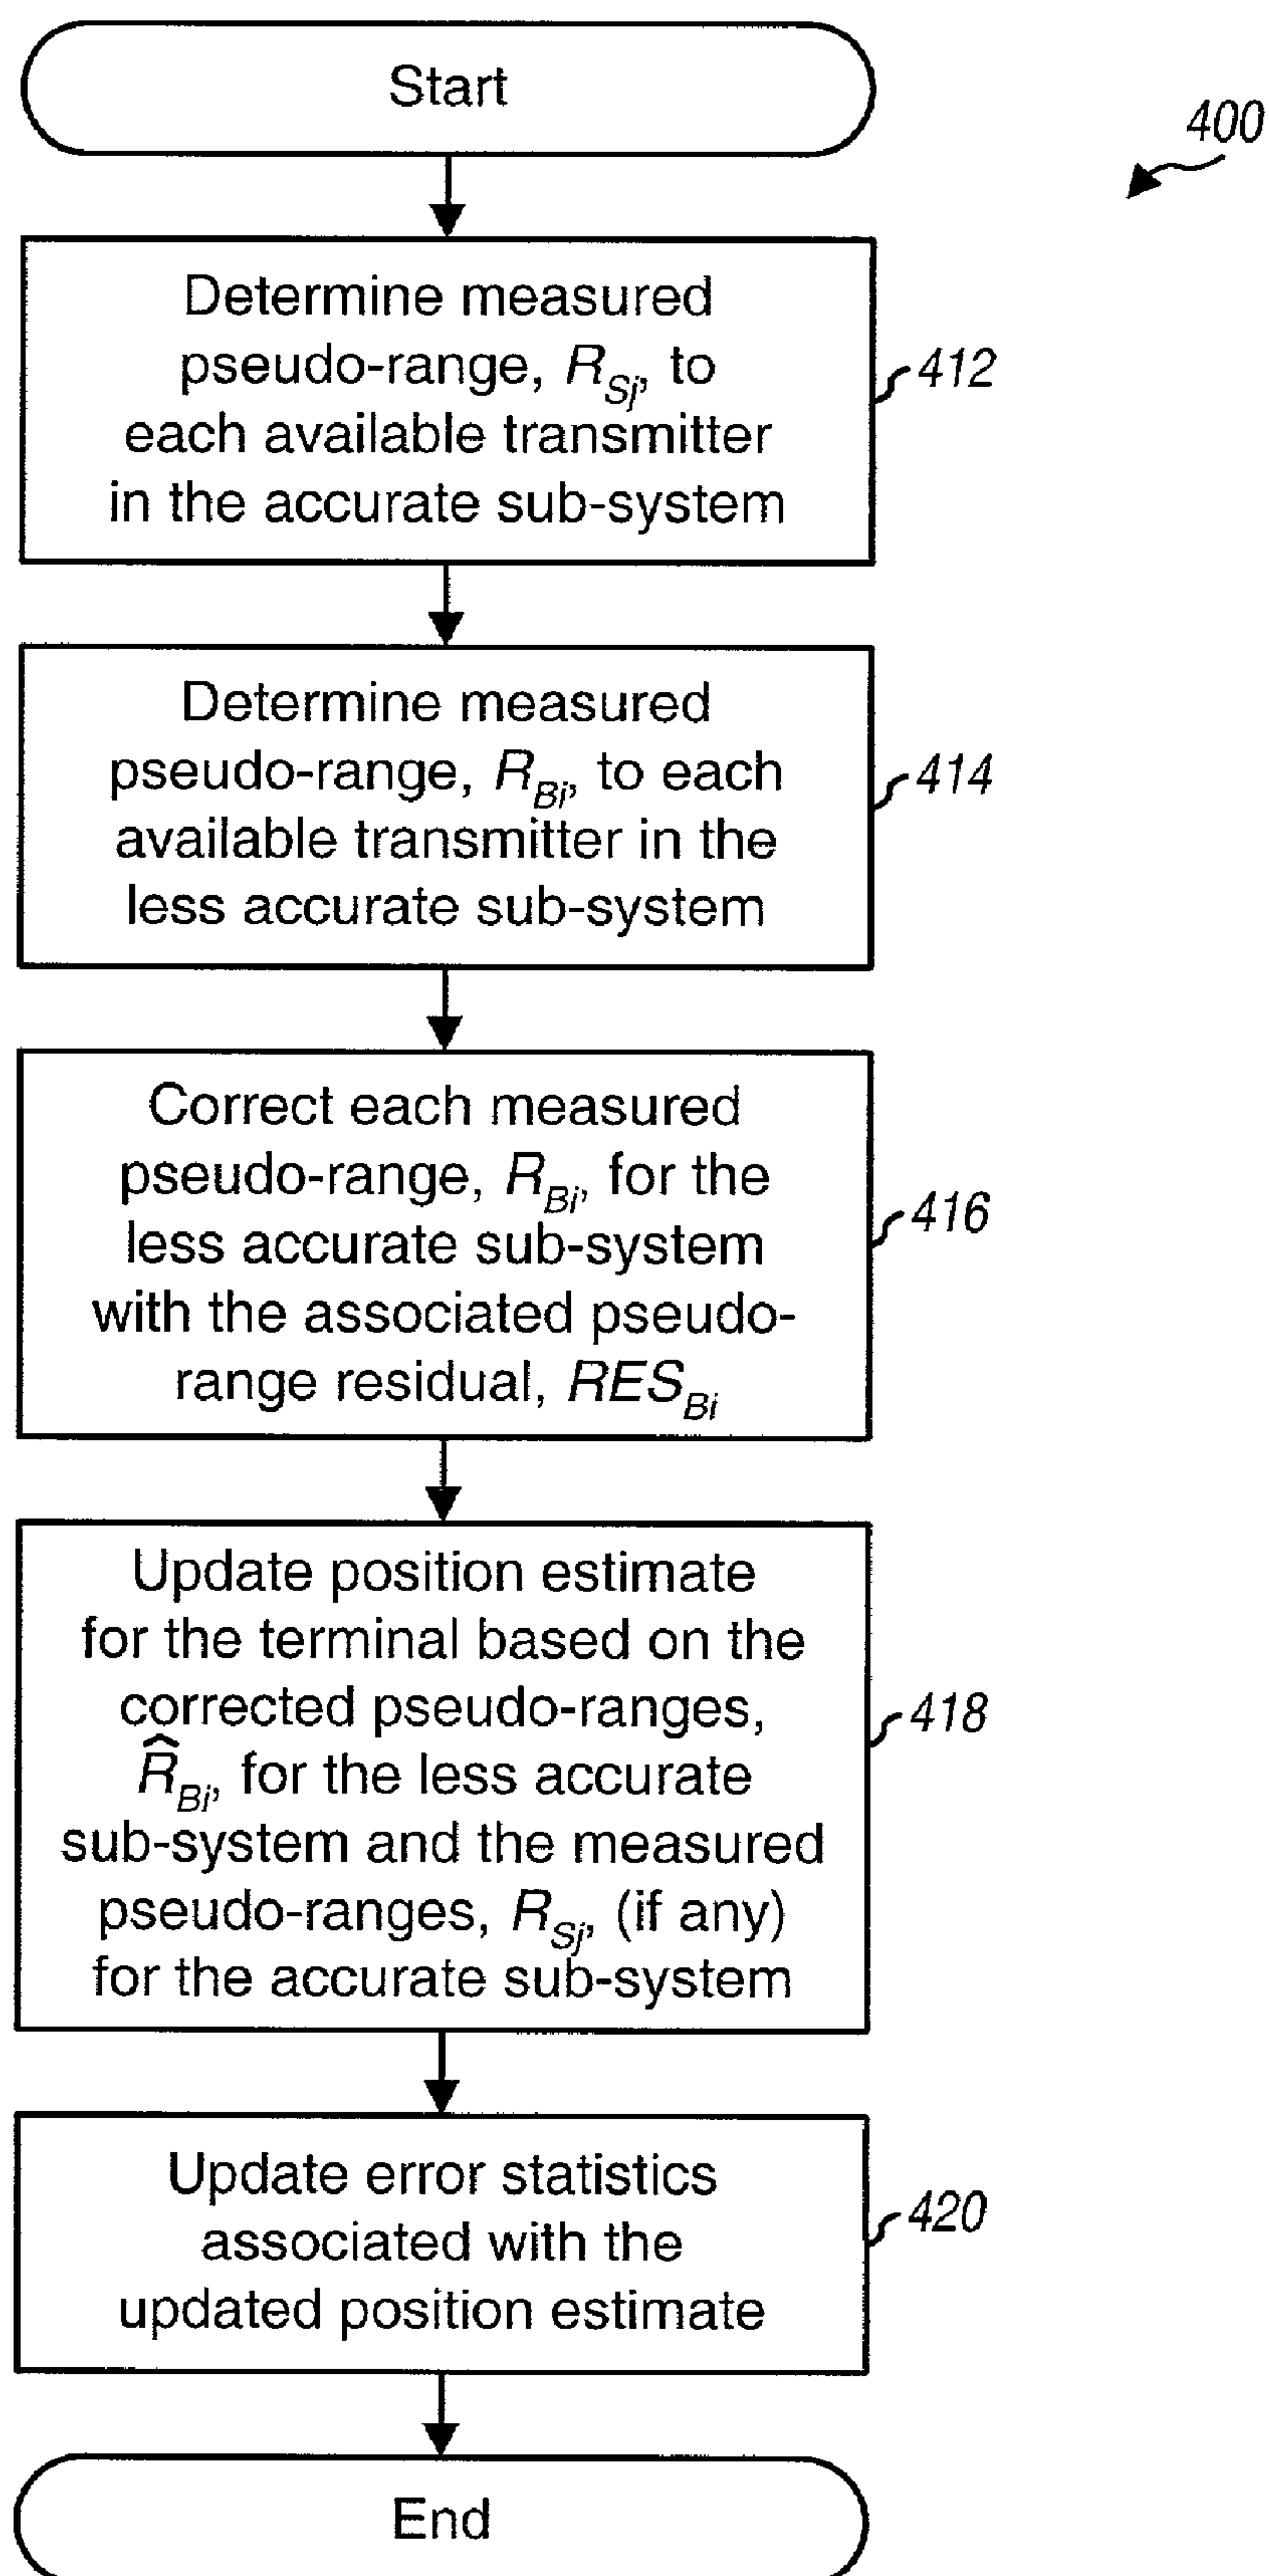 Start
400
Determine measured
pseudo-range, R_Sj, to
each available transmitter
in the accurate sub-system
412
Determine measured
pseudo-range, R_Bi, to each
available transmitter in the
less accurate sub-system
414
Correct each measured
pseudo-range, R_Bi, for the
less accurate sub-system
with the associated pseudo-
range residual, RES_Bi
416
Update position estimate
for the terminal based on the
corrected pseudo-ranges,
R̂_Bi, for the less accurate
sub-system and the measured
pseudo-ranges, R_Sj, (if any)
for the accurate sub-system
418
Update error statistics
associated with the
updated position estimate
420
End